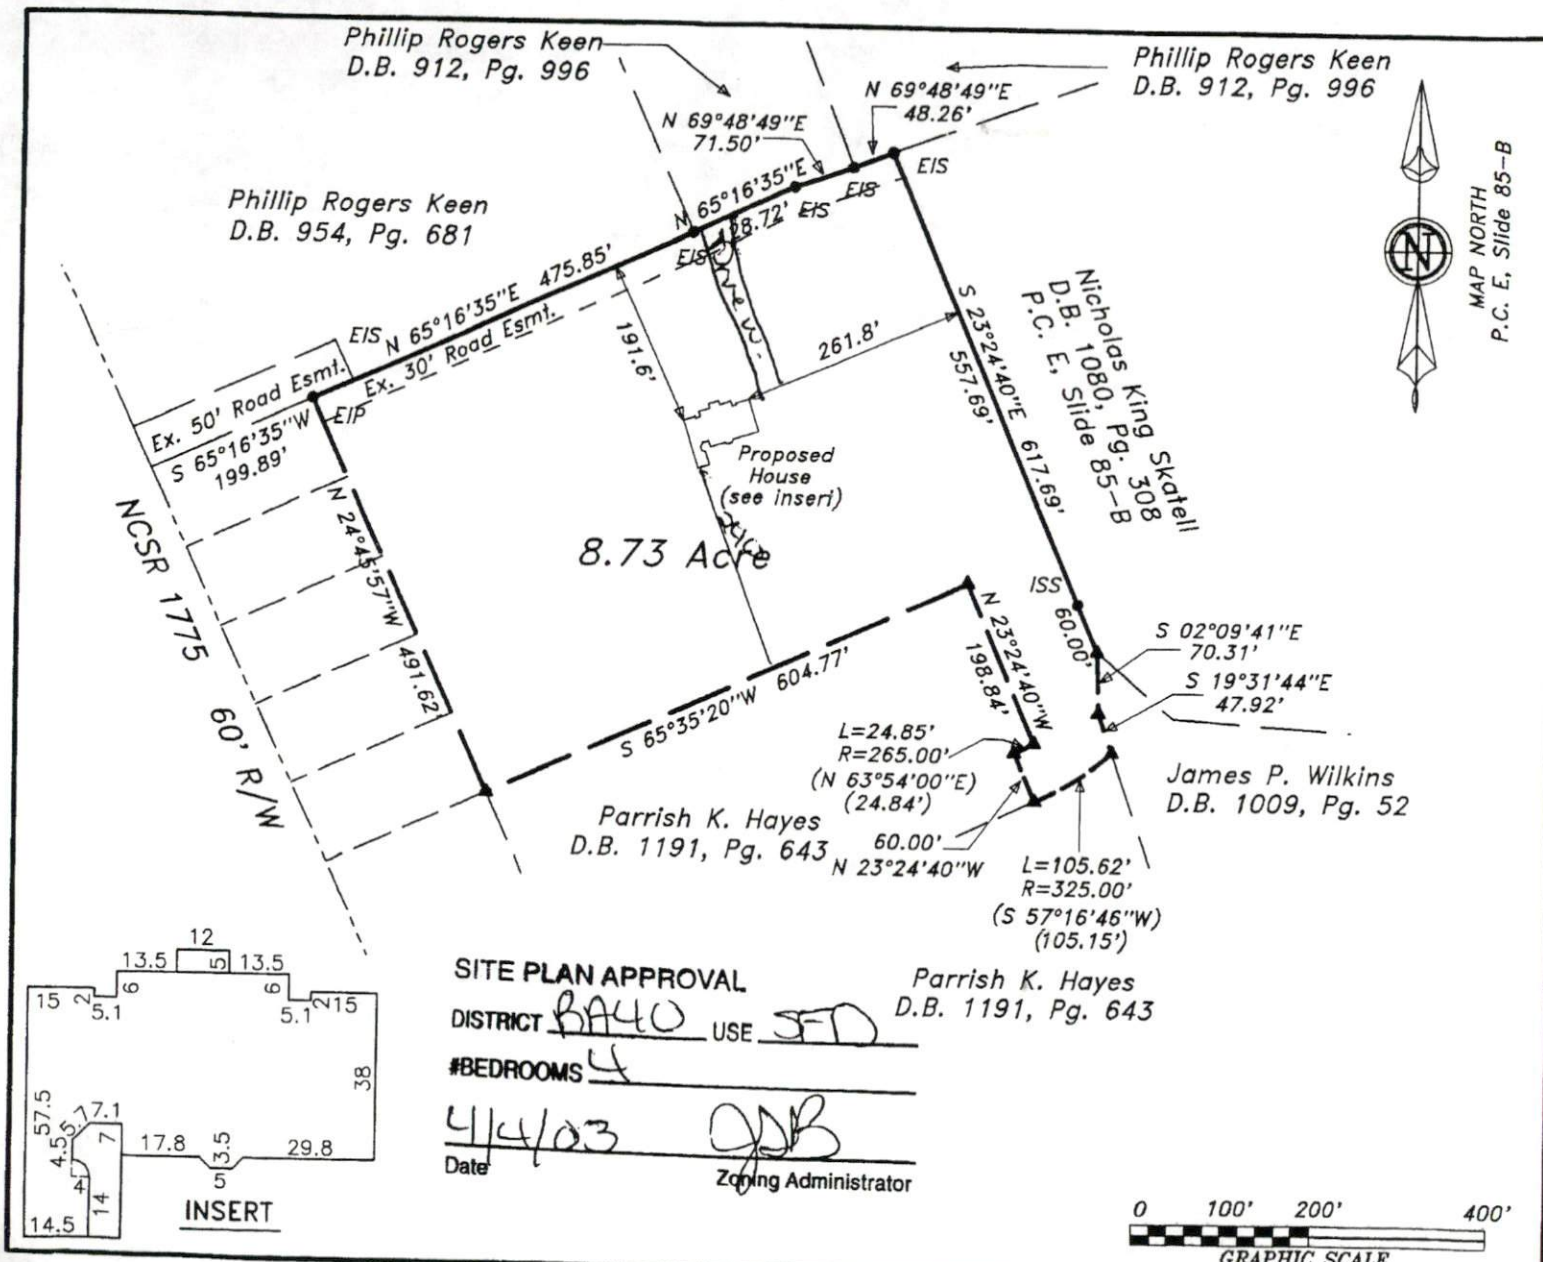 Phillip Rogers Keen
D.B. 912, Pg. 996
Phillip Rogers Keen
D.B. 912, Pg. 996
N 69°48'49"E
48.26'
N 69°48'49"E
71.50'
MAP NORTH
P.C. E, Slide 85-B
N
Phillip Rogers Keen
D.B. 954, Pg. 681
N 65°16'35"E
128.72'
EIS
EIS
EIS
EIS
EIS
N 65°16'35"E 475.85'
Ex. 30' Road Esmt.
Ex. 50' Road Esmt.
S 65°16'35"W
199.89'
EIP
191.6'
261.8'
S 23°24'40"E 617.69'
557.69'
Nicholas King Skatell
D.B. 1080, Pg. 308
P.C. E, Slide 85-B
Proposed
House
(see inseri)
8.73 Acre
N 24°45'57"W 491.62'
NCSR 1775 60' R/W
ISS
60.00'
S 02°09'41"E
70.31'
S 19°31'44"E
47.92'
N 23°24'40"W
198.84'
S 65°35'20"W 604.77'
L=24.85'
R=265.00'
(N 63°54'00"E)
(24.84')
60.00'
N 23°24'40"W
James P. Wilkins
D.B. 1009, Pg. 52
Parrish K. Hayes
D.B. 1191, Pg. 643
L=105.62'
R=325.00'
(S 57°16'46"W)
(105.15')
Parrish K. Hayes
D.B. 1191, Pg. 643
12
13.5 5 13.5
6 6
15 2 5.1 5.1 2 15
57.5
38
7.1
5.7
4.5
7
17.8 3.5 29.8
5
4
14
14.5
INSERT
SITE PLAN APPROVAL
DISTRICT RA40 USE SFD
#BEDROOMS 4
4/4/03
Date Zoning Administrator
0 100' 200' 400'
GRAPHIC SCALE